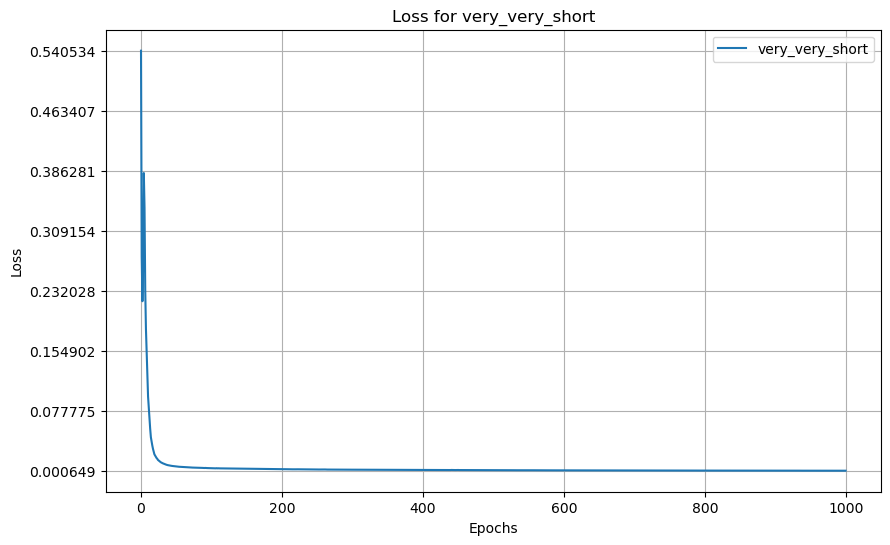 Loss for very_very_short
very_very_short
0.540534
0.463407
0.386281
0.309154
0.232028
0.154902
0.077775
0.000649
Loss
0 200 400 600 800 1000
Epochs